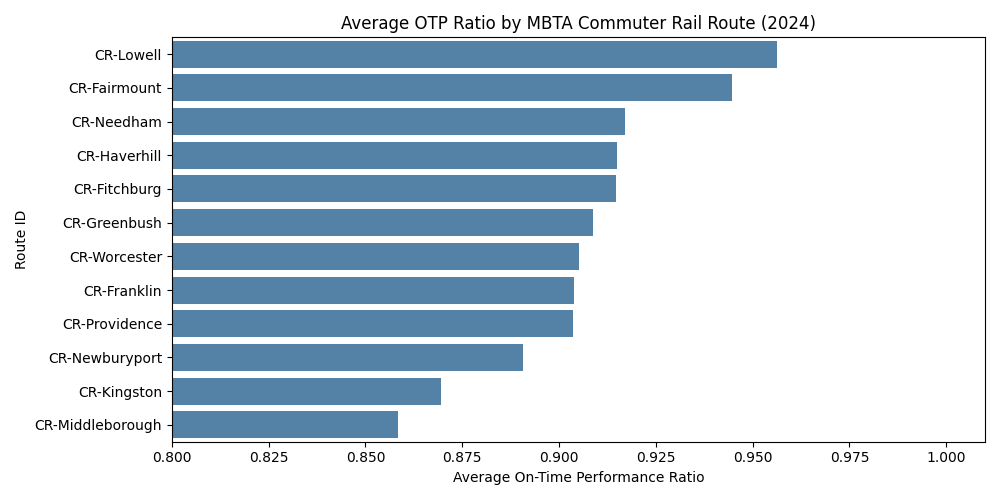 Average OTP Ratio by MBTA Commuter Rail Route (2024)
Route ID
CR-Lowell
CR-Fairmount
CR-Needham
CR-Haverhill
CR-Fitchburg
CR-Greenbush
CR-Worcester
CR-Franklin
CR-Providence
CR-Newburyport
CR-Kingston
CR-Middleborough
0.800 0.825 0.850 0.875 0.900 0.925 0.950 0.975 1.000
Average On-Time Performance Ratio